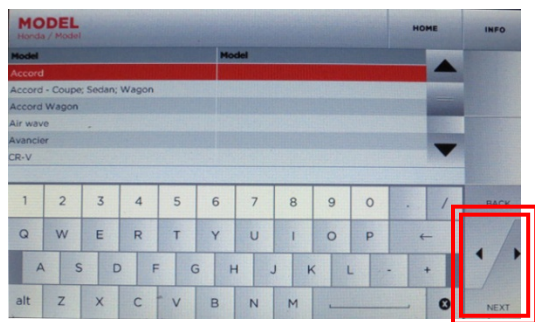 MODEL
Honda / Model
HOME
INFO
Model Model
Accord
Accord - Coupe; Sedan; Wagon
Accord Wagon
Air wave
Avancier
CR-V
1 2 3 4 5 6 7 8 9 0 . /
BACK
Q W E R T Y U I O P ←
A S D F G H J K L - +
alt Z X C V B N M
NEXT